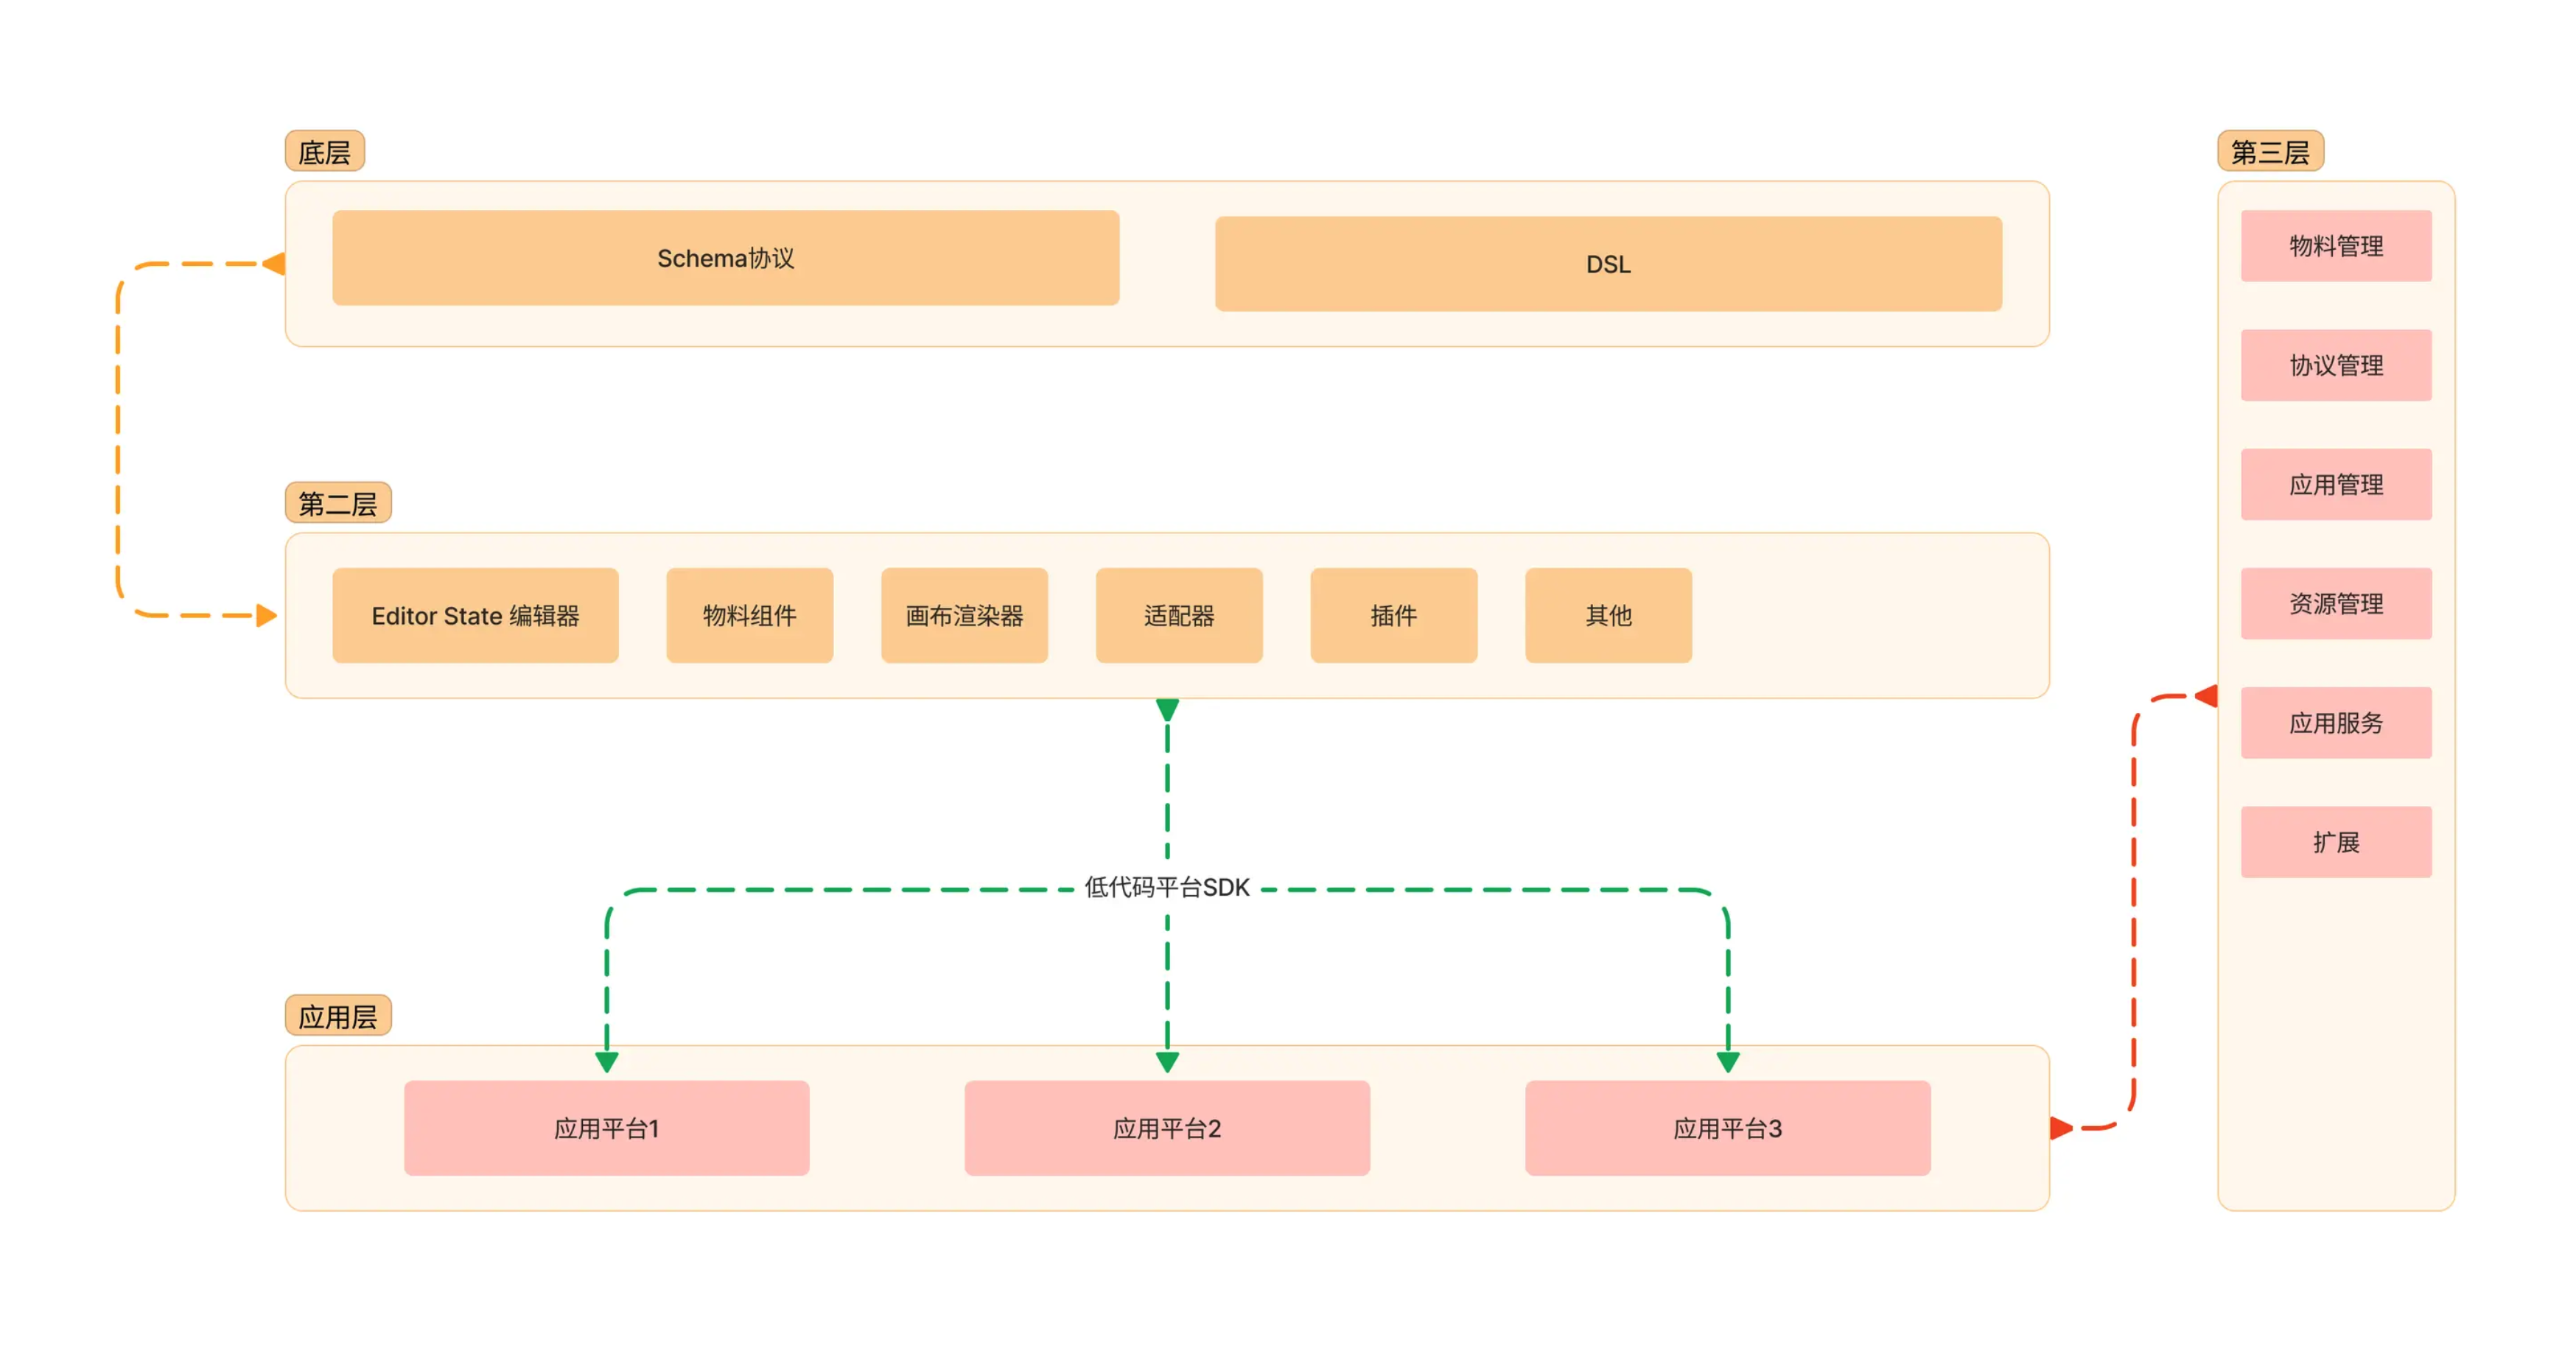 底层
Schema协议
DSL
第二层
Editor State 编辑器
物料组件
画布渲染器
适配器
插件
其他
低代码平台SDK
应用层
应用平台1
应用平台2
应用平台3
第三层
物料管理
协议管理
应用管理
资源管理
应用服务
扩展